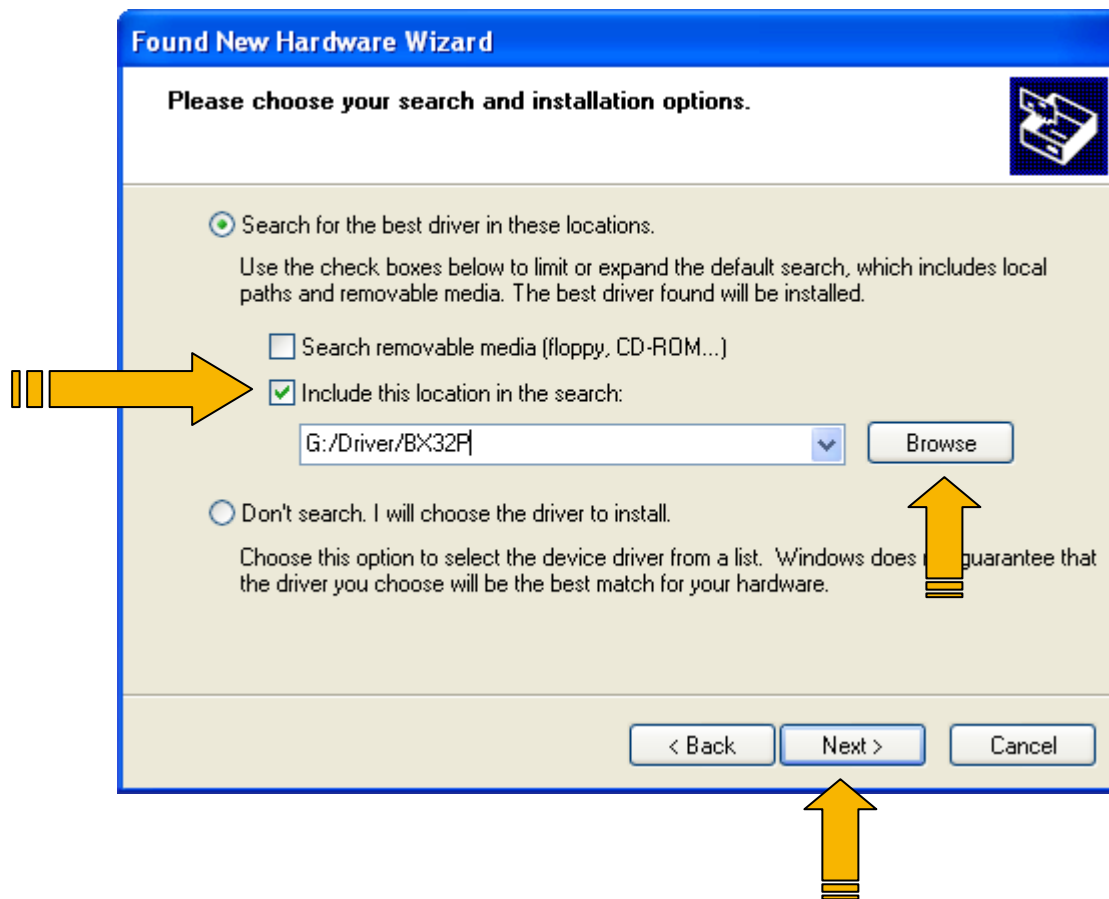 Found New Hardware Wizard
Please choose your search and installation options.
Search for the best driver in these locations.
Use the check boxes below to limit or expand the default search, which includes local
paths and removable media. The best driver found will be installed.
Search removable media (floppy, CD-ROM...)
Include this location in the search:
G:/Driver/BX32P
Browse
Don't search. I will choose the driver to install.
Choose this option to select the device driver from a list. Windows does guarantee that
the driver you choose will be the best match for your hardware.
< Back
Next >
Cancel